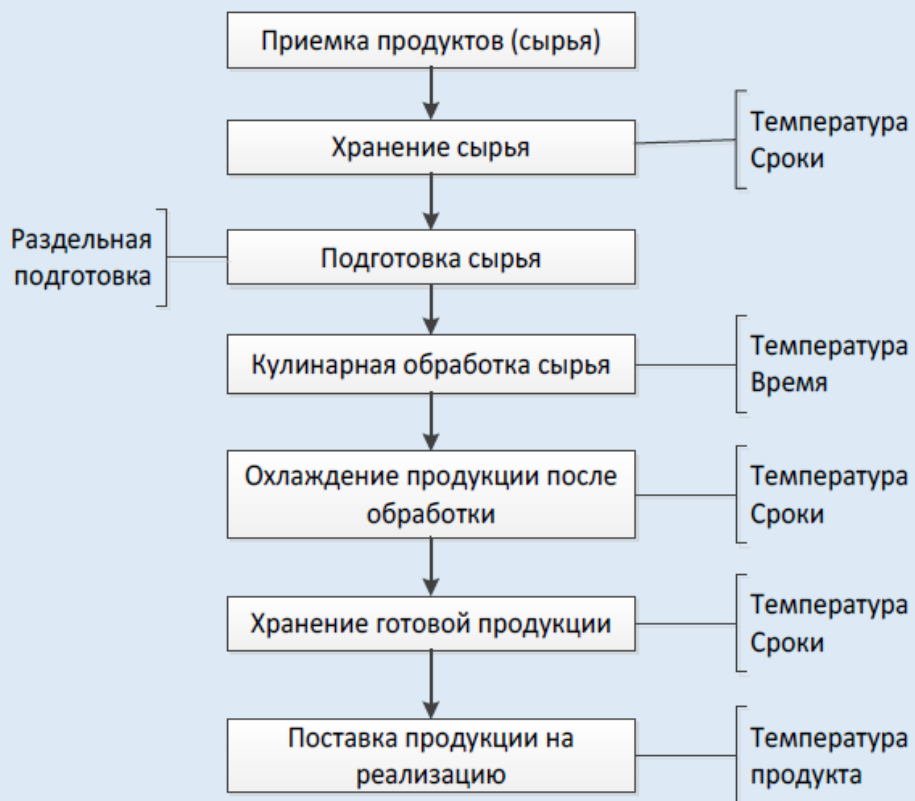 Приемка продуктов (сырья)
Хранение сырья
Температура
Сроки
Раздельная
подготовка
Подготовка сырья
Кулинарная обработка сырья
Температура
Время
Охлаждение продукции после
обработки
Температура
Сроки
Хранение готовой продукции
Температура
Сроки
Поставка продукции на
реализацию
Температура
продукта